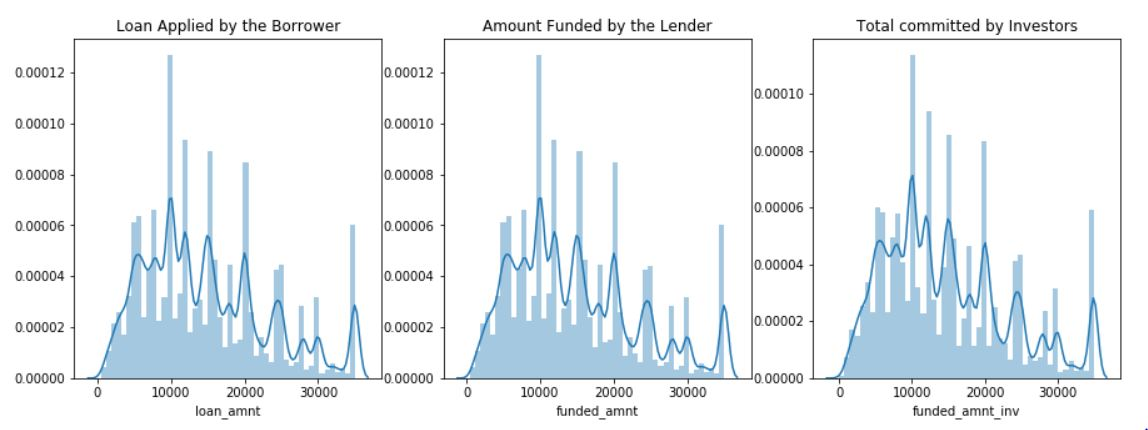 Loan Applied by the Borrower
0.00012
0.00010
0.00008
0.00006
0.00004
0.00002
0.00000
0 10000 20000 30000
loan_amnt
Amount Funded by the Lender
0.00012
0.00010
0.00008
0.00006
0.00004
0.00002
0.00000
0 10000 20000 30000
funded_amnt
Total committed by Investors
0.00010
0.00008
0.00006
0.00004
0.00002
0.00000
0 10000 20000 30000
funded_amnt_inv